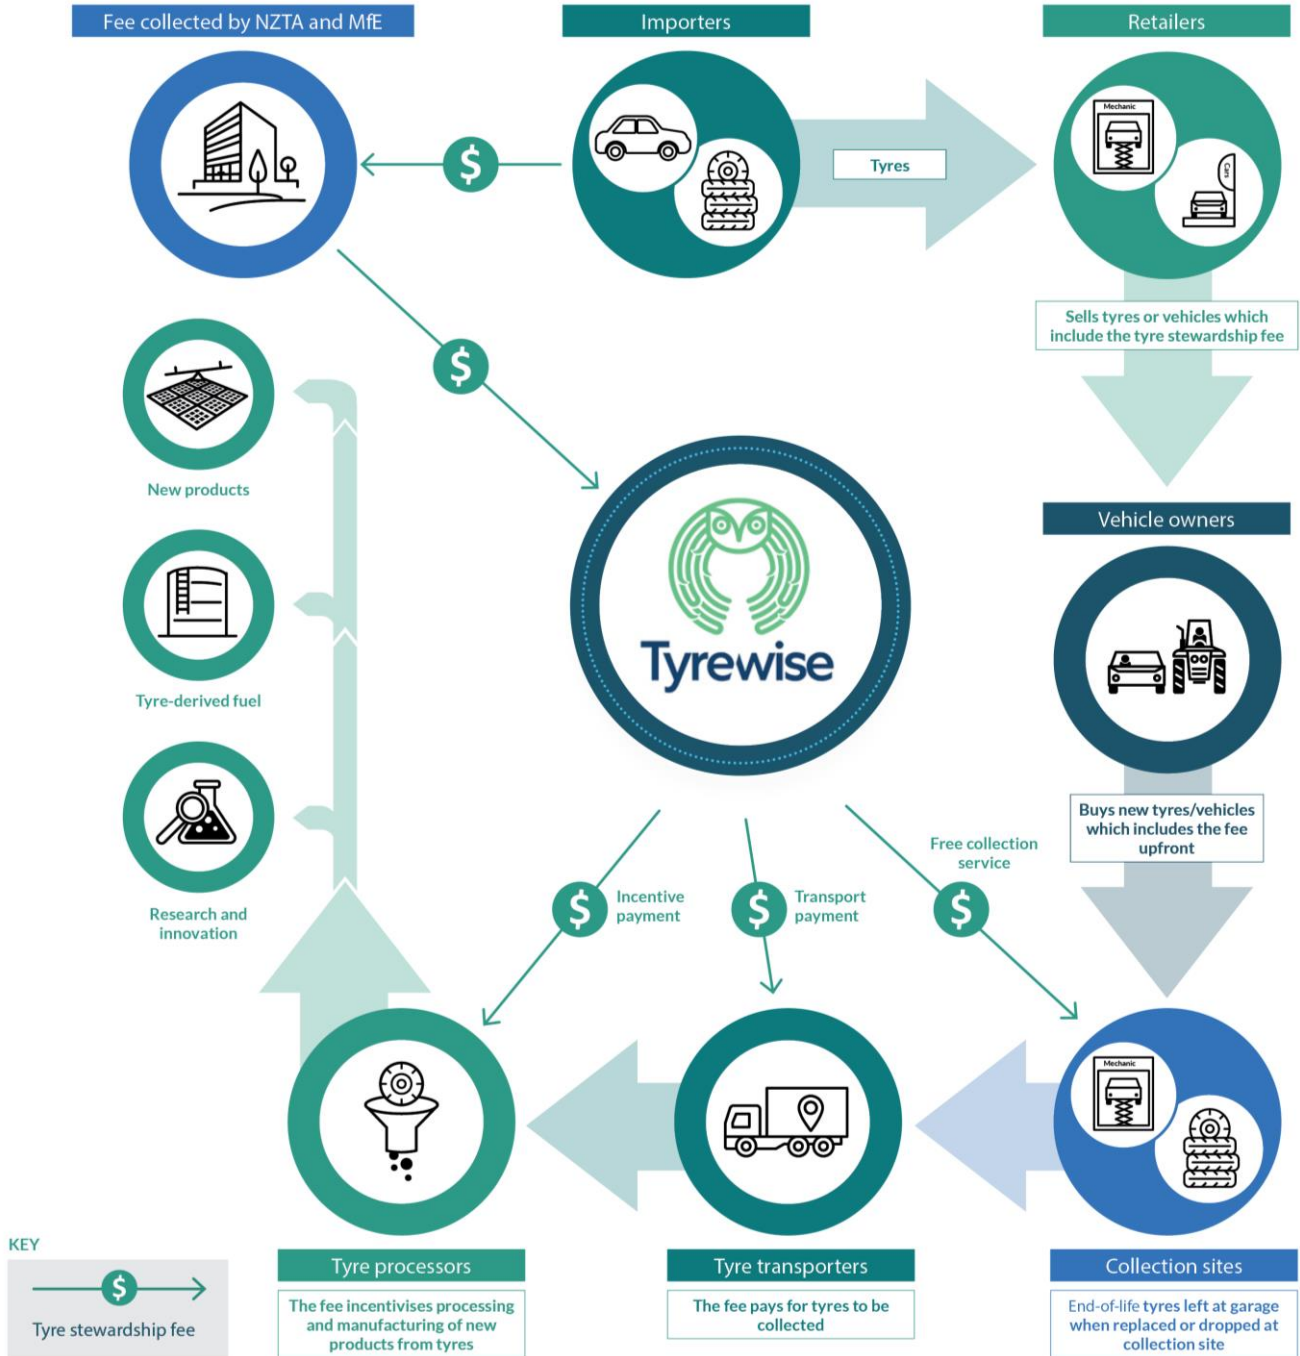 Fee collected by NZTA and MfE
Importers
Retailers
Mechanic
Cars
$
Tyres
Sells tyres or vehicles which
include the tyre stewardship fee
$
New products
Vehicle owners
Tyrewise
Tyre-derived fuel
Buys new tyres/vehicles
which includes the fee
upfront
Free collection
service
$
Incentive
payment
$
Transport
payment
$
Research and
innovation
Mechanic
KEY
$
Tyre stewardship fee
Tyre processors
The fee incentivises processing
and manufacturing of new
products from tyres
Tyre transporters
The fee pays for tyres to be
collected
Collection sites
End-of-life tyres left at garage
when replaced or dropped at
collection site